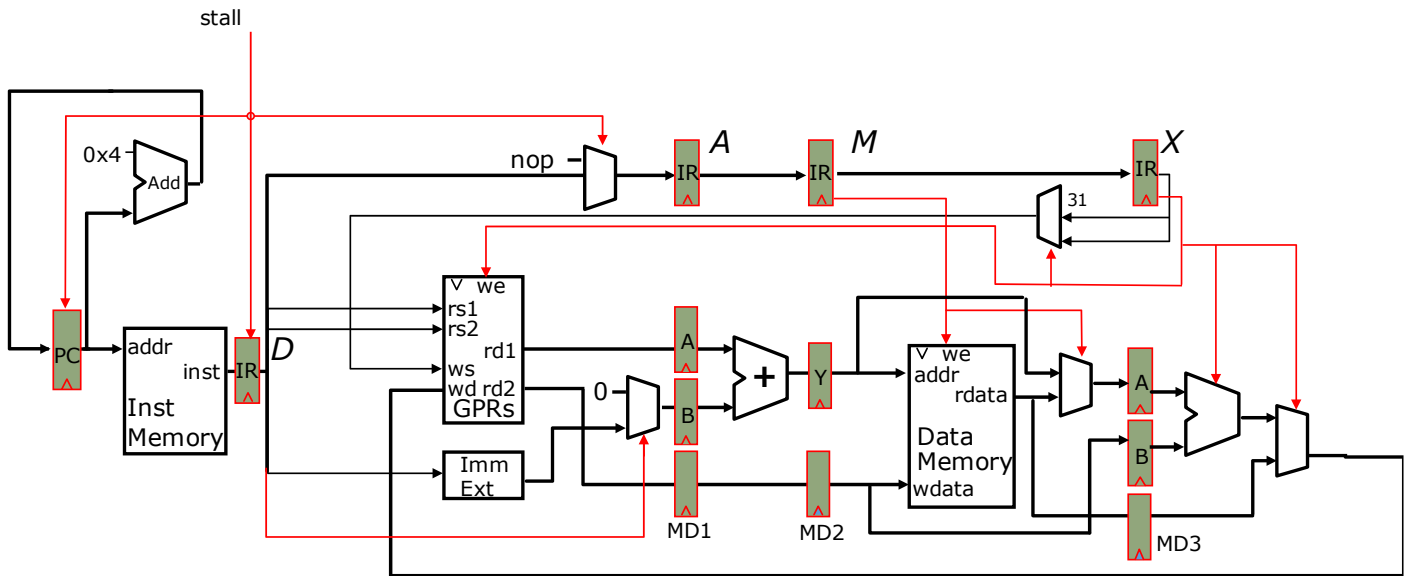 stall
0x4
Add
nop
IR
A
IR
M
IR
X
31
PC
addr
inst
Inst
Memory
IR
D
we
rs1
rs2
rd1
ws
wd rd2
GPRs
Imm
Ext
0
A
B
+
Y
MD1
MD2
we
addr
rdata
Data
Memory
wdata
A
B
MD3